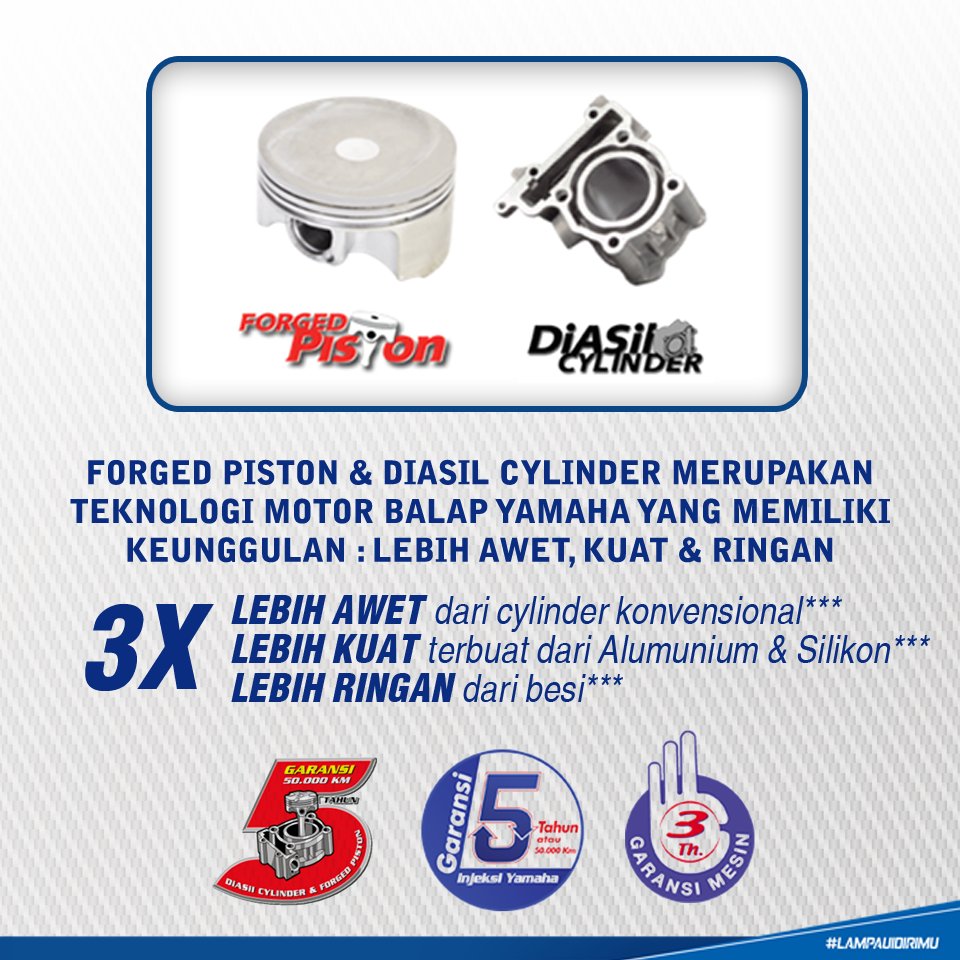 FORGED
PisTon
DiASil
CYLINDER
FORGED PISTON & DIASIL CYLINDER MERUPAKAN
TEKNOLOGI MOTOR BALAP YAMAHA YANG MEMILIKI
KEUNGGULAN : LEBIH AWET, KUAT & RINGAN
3X
LEBIH AWET dari cylinder konvensional***
LEBIH KUAT terbuat dari Alumunium & Silikon***
LEBIH RINGAN dari besi***
GARANSI
50.000 KM
5
TAHUN
DIASIL CYLINDER & FORGED PISTON
Garansi
5
Tahun
atau
50.000 Km
Injeksi Yamaha
3
Th.
GARANSI MESIN
#LAMPAUIDIRIMU